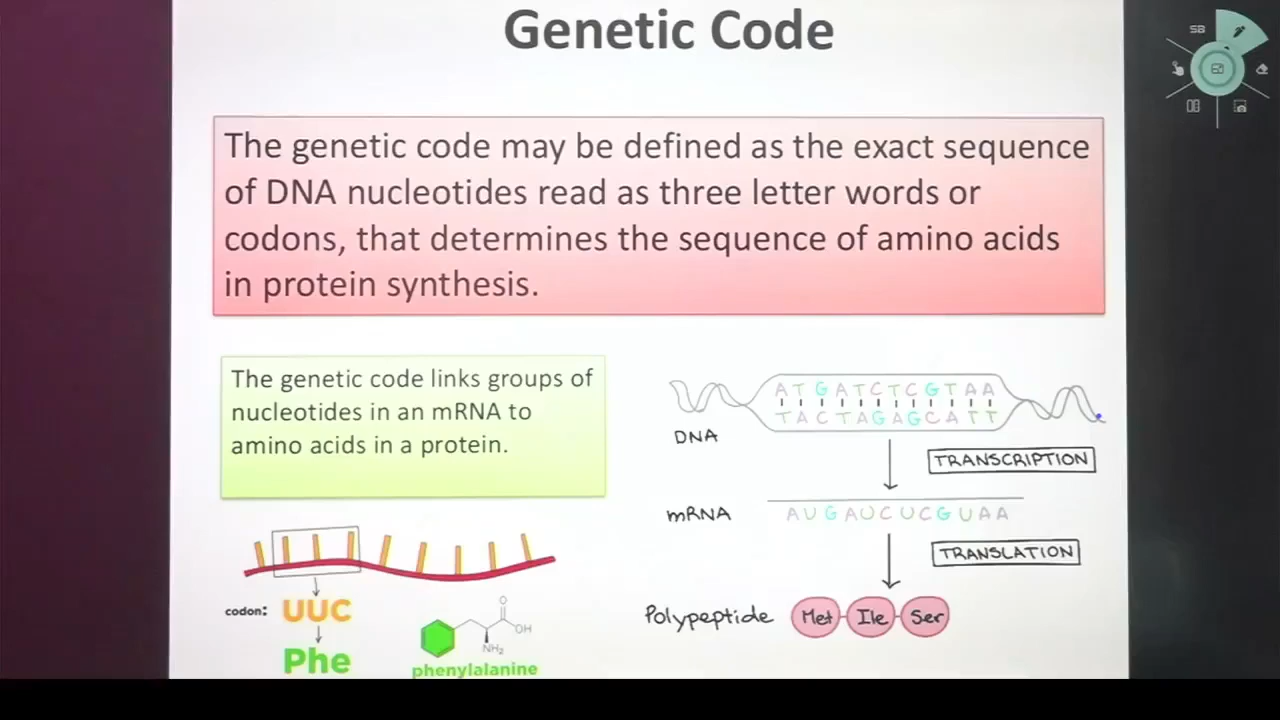 Genetic Code
SB
The genetic code may be defined as the exact sequence
of DNA nucleotides read as three letter words or
codons, that determines the sequence of amino acids
in protein synthesis.
The genetic code links groups of
nucleotides in an mRNA to
amino acids in a protein.
ATGATCTCGTAA
TACTAGAGCATT
DNA
TRANSCRIPTION
mRNA
AUGAUCUCGUAA
TRANSLATION
Polypeptide Met Ile Ser
codon: UUC
Phe
O
OH
NH₂
phenylalanine